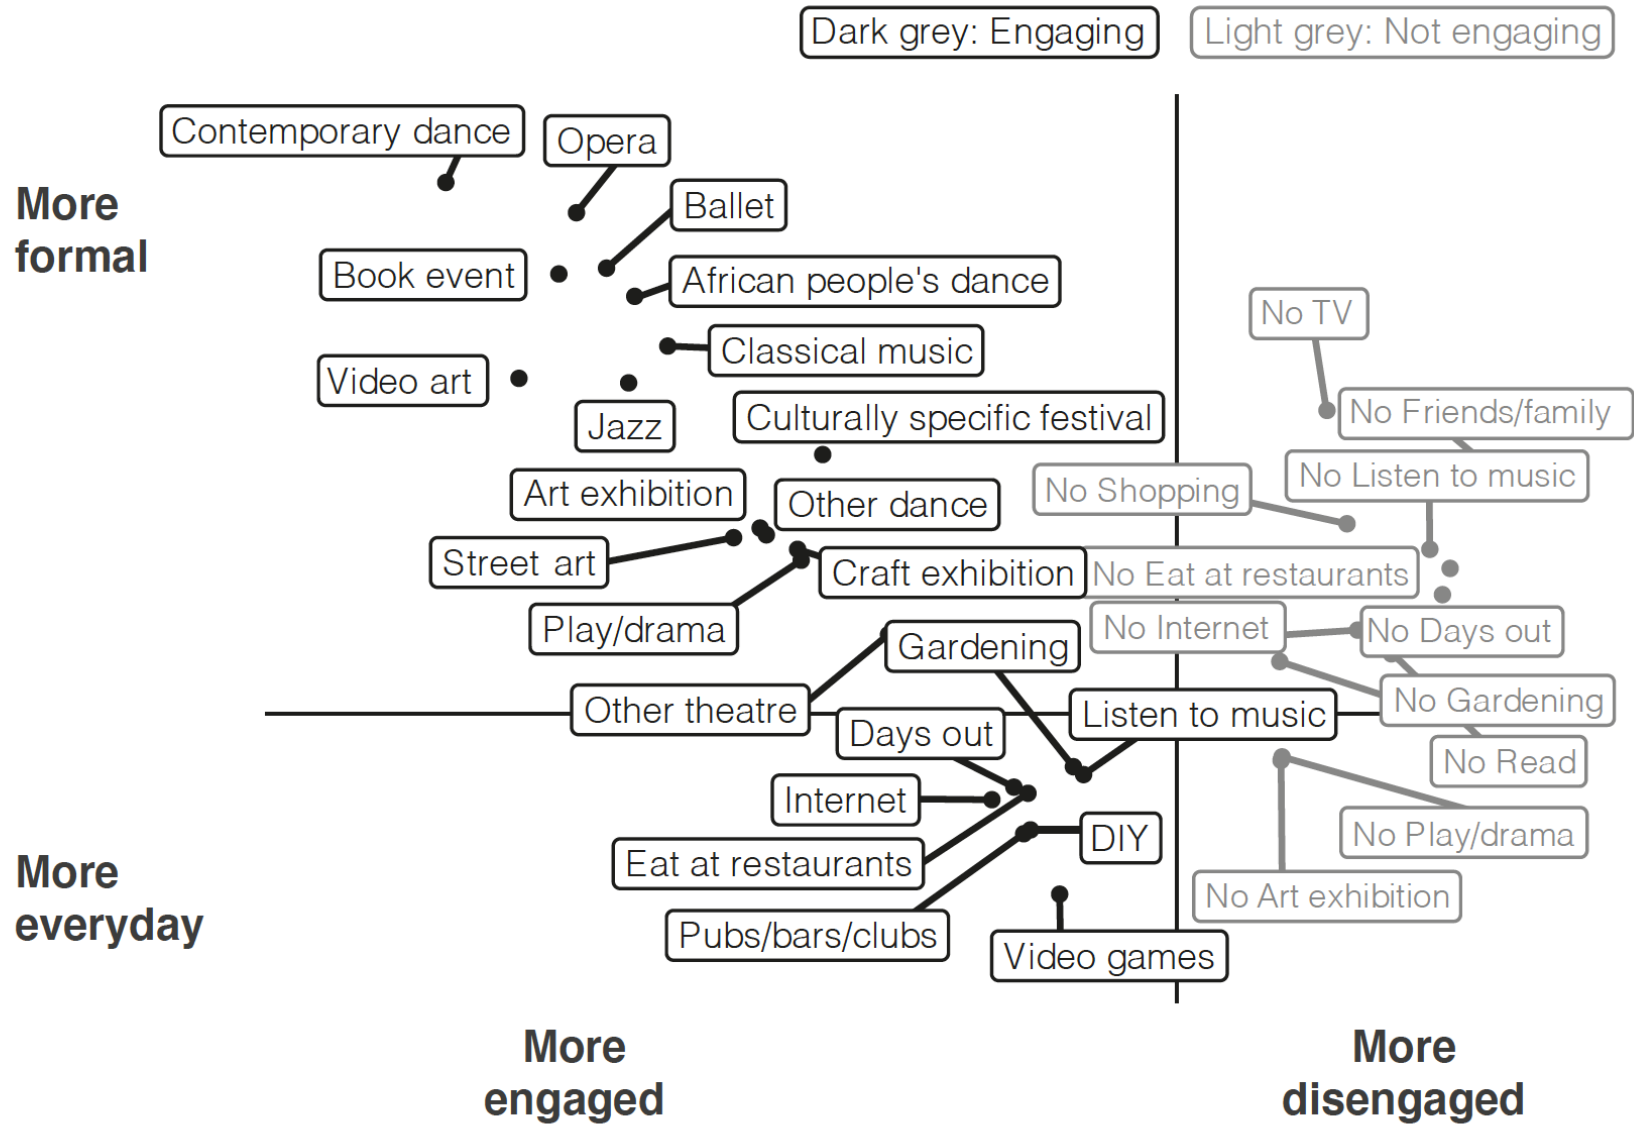 Dark grey: Engaging
Light grey: Not engaging
Contemporary dance
Opera
More
formal
Ballet
Book event
African people's dance
No TV
Classical music
Video art
Jazz
Culturally specific festival
No Friends/family
No Listen to music
Art exhibition
Other dance
No Shopping
Street art
Craft exhibition
No Eat at restaurants
Play/drama
Gardening
No Internet
No Days out
Other theatre
Listen to music
No Gardening
Days out
No Read
Internet
DIY
No Play/drama
Eat at restaurants
More
everyday
No Art exhibition
Pubs/bars/clubs
Video games
More
engaged
More
disengaged